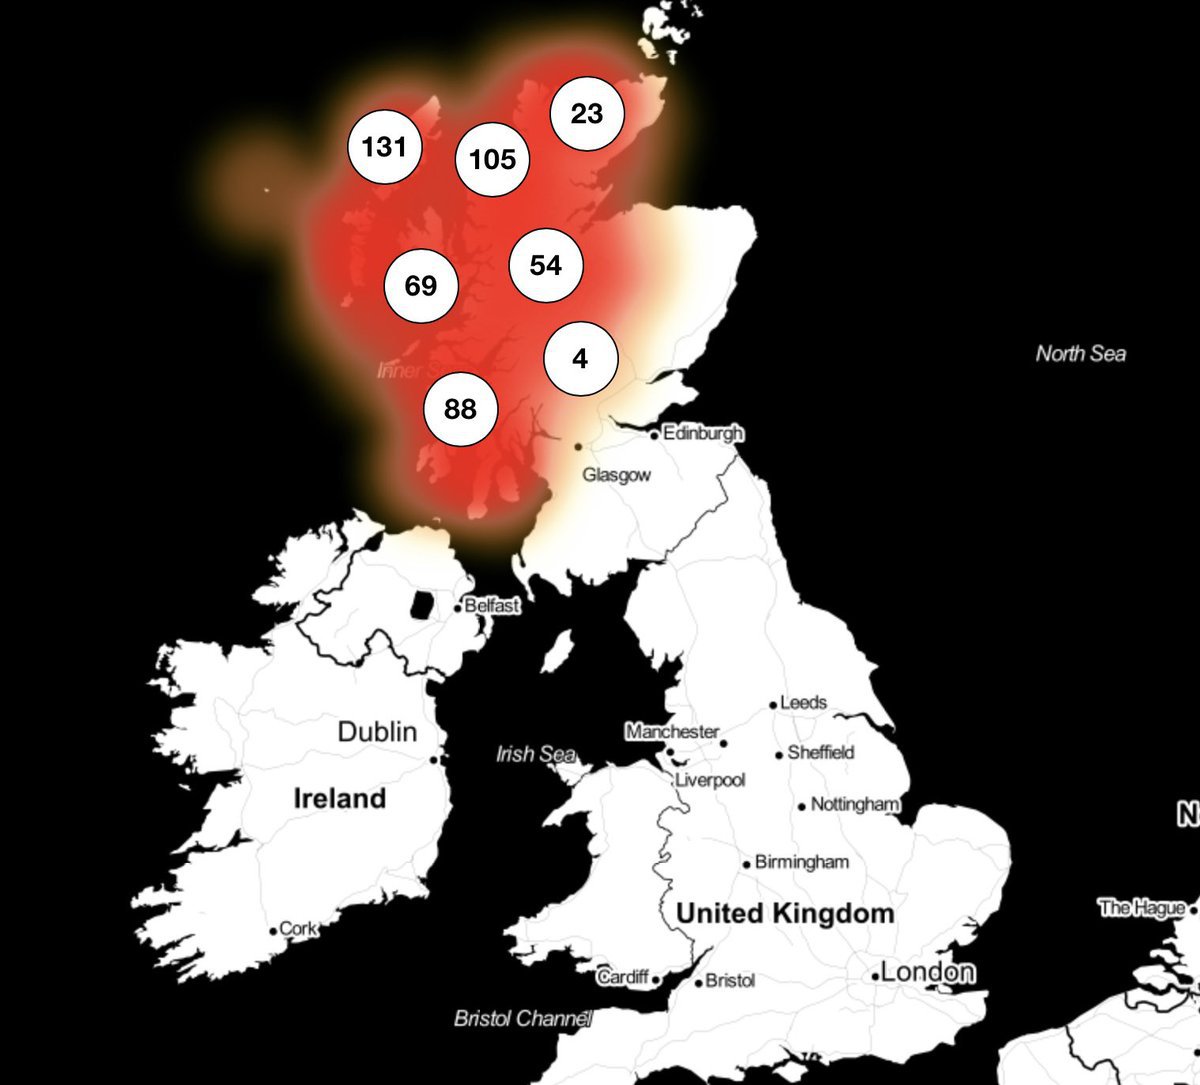 23
131
105
54
69
4
Inner S
88
North Sea
Edinburgh
Glasgow
Belfast
Leeds
Dublin
Manchester
Irish Sea
Sheffield
Liverpool
Ireland
Nottingham
N
Birmingham
The Hague
United Kingdom
Cork
London
Cardiff
Bristol
Bristol Channel